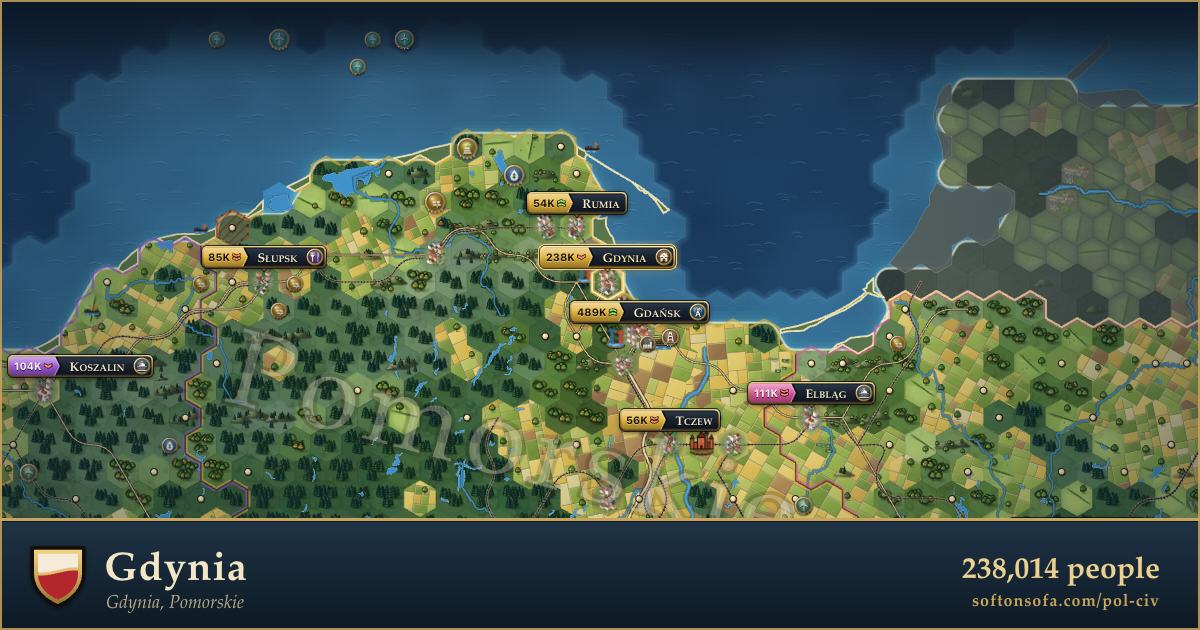 54K RUMIA
238K GDYNIA
85K SŁUPSK
489K GDAŃSK
104K KOSZALIN
111K ELBLĄG
56K TCZEW
Pomorskie
Gdynia
Gdynia, Pomorskie
238,014 people
softonsofa.com/pol-civ